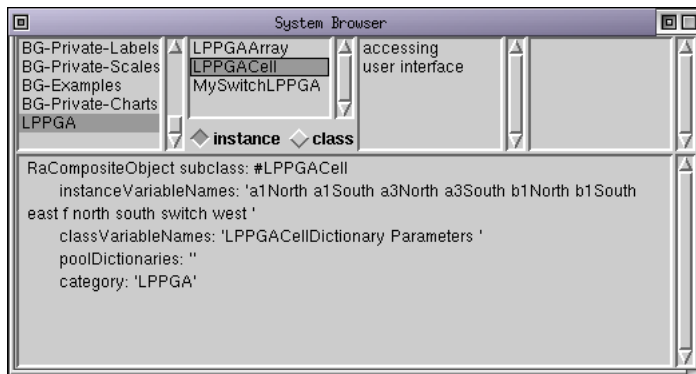 System Browser
BG-Private-Labels
BG-Private-Scales
BG-Examples
BG-Private-Charts
LPPGA
LPPGAArray
LPPGACell
MySwitchLPPGA
instance class
accessing
user interface
RaCompositeObject subclass: #LPPGACell
instanceVariableNames: 'a1North a1South a3North a3South b1North b1South
east f north south switch west '
classVariableNames: 'LPPGACellDictionary Parameters '
poolDictionaries: ''
category: 'LPPGA'